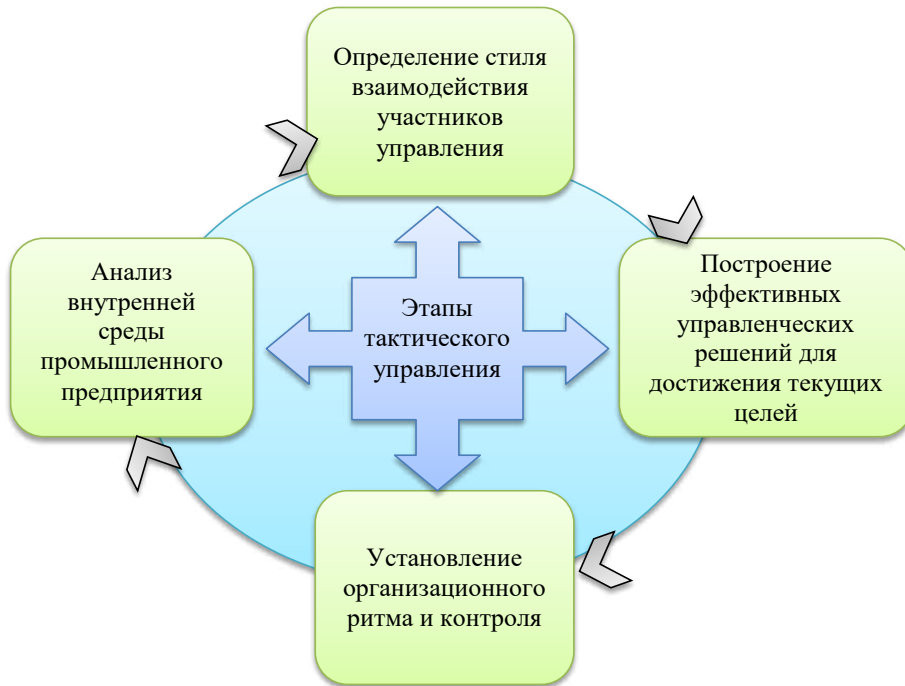 Определение стиля
взаимодействия
участников
управления
Анализ
внутренней
среды
промышленного
предприятия
Этапы
тактического
управления
Построение
эффективных
управленческих
решений для
достижения текущих
целей
Установление
организационного
ритма и контроля